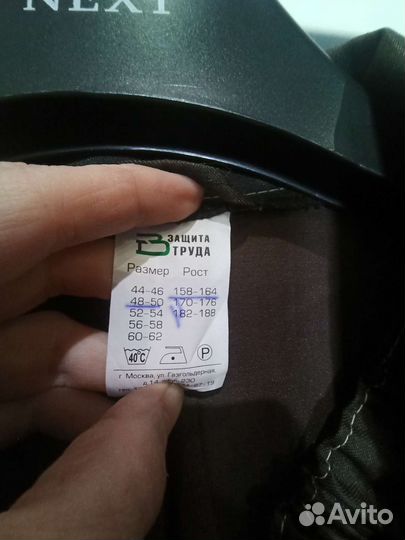 NEXT
ЗАЩИТА
ТРУДА
Размер Рост
44-46 158-164
48-50 170-176
52-54 182-188
56-58
60-62
40°C P
г. Москва, ул. Газгольдерная,
д.14
Avito